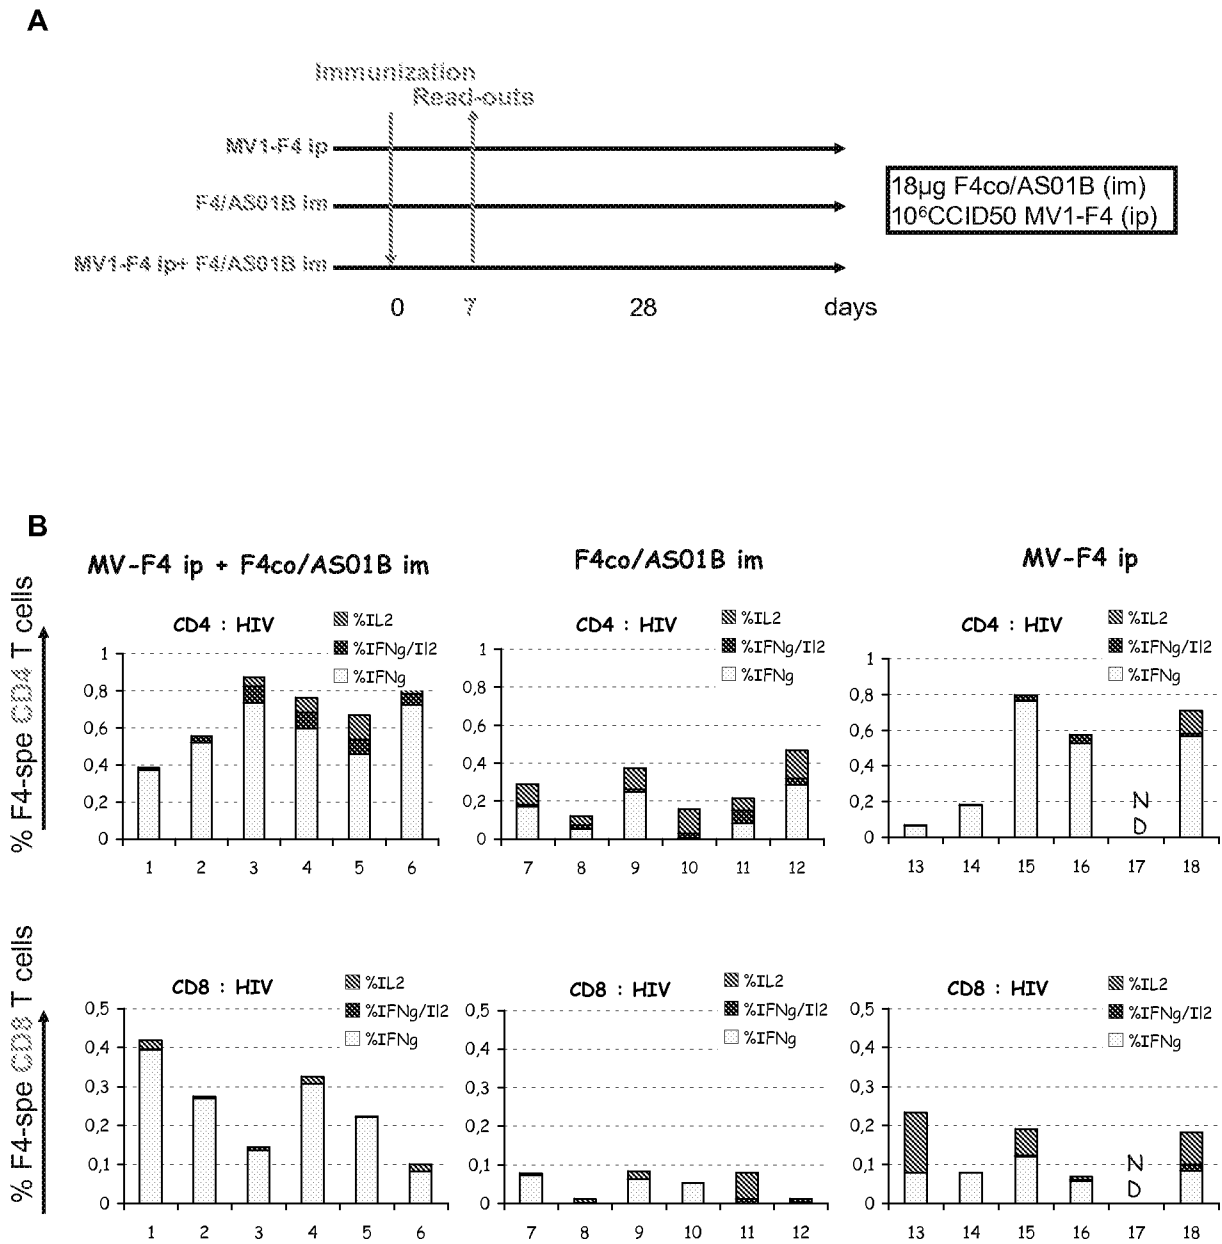 A
Immunization
Read-outs
MV1-F4 ip
F4/AS01B im
MV1-F4 ip+ F4/AS01B im
0 7 28 days
18µg F4co/AS01B (im)
10⁶CCID50 MV1-F4 (ip)
B
MV-F4 ip + F4co/AS01B im
F4co/AS01B im
MV-F4 ip
% F4-spe CD4 T cells
CD4 : HIV
%IL2
%IFNg/Il2
%IFNg
1
0,8
0,6
0,4
0,2
0
1 2 3 4 5 6
CD4 : HIV
%IL2
%IFNg/Il2
%IFNg
1
0,8
0,6
0,4
0,2
0
7 8 9 10 11 12
CD4 : HIV
%IL2
%IFNg/Il2
%IFNg
1
0,8
0,6
0,4
0,2
0
N
D
13 14 15 16 17 18
% F4-spe CD8 T cells
CD8 : HIV
%IL2
%IFNg/Il2
%IFNg
0,5
0,4
0,3
0,2
0,1
0
1 2 3 4 5 6
CD8 : HIV
%IL2
%IFNg/Il2
%IFNg
0,5
0,4
0,3
0,2
0,1
0
7 8 9 10 11 12
CD8 : HIV
%IL2
%IFNg/Il2
%IFNg
0,5
0,4
0,3
0,2
0,1
0
N
D
13 14 15 16 17 18